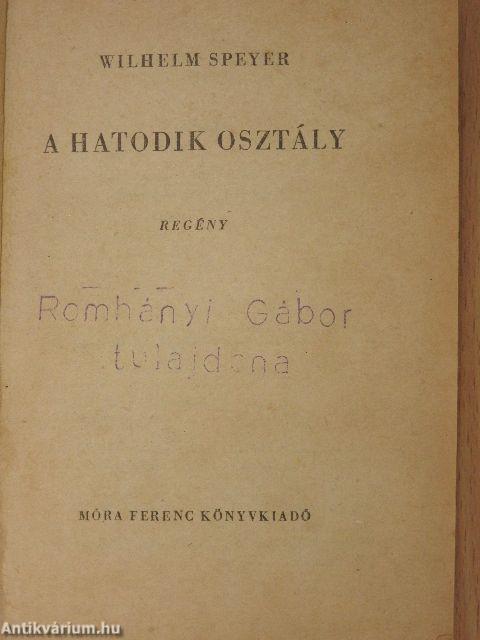 WILHELM SPEYER
A HATODIK OSZTÁLY
REGÉNY
Romhányi Gábor
tulajdona
MÓRA FERENC KÖNYVKIADÓ
Antikvárium.hu